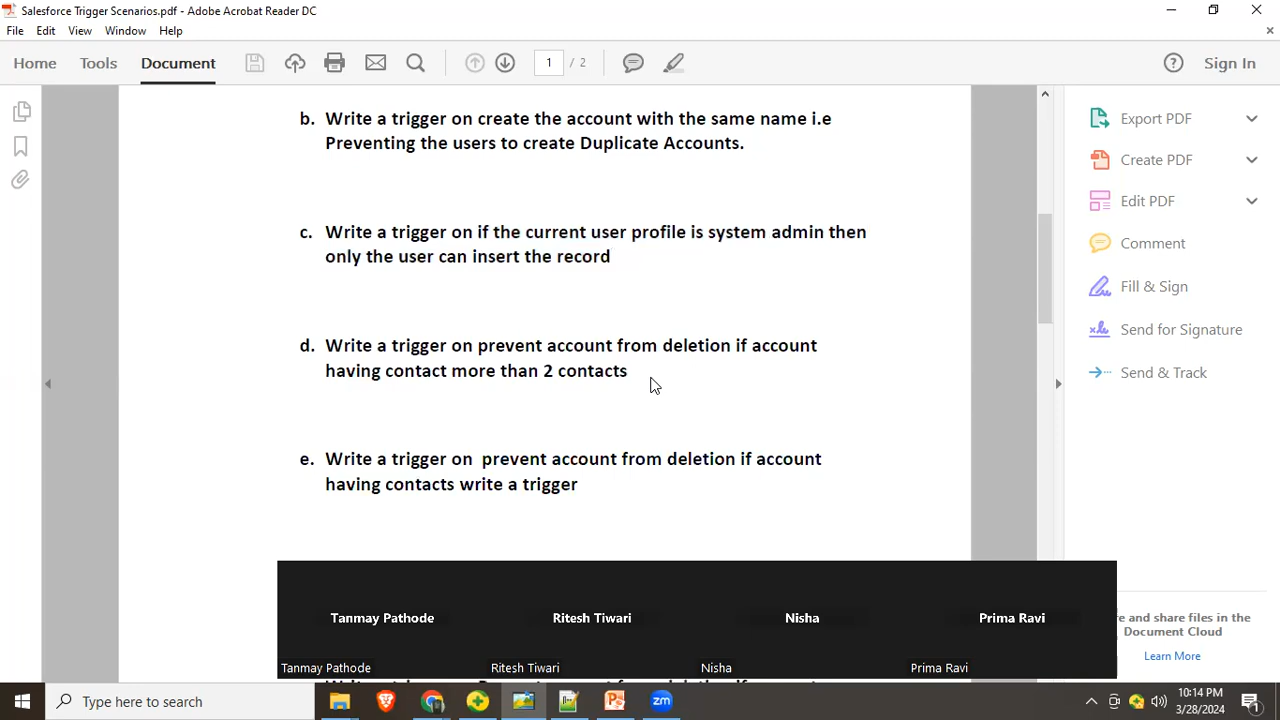 Salesforce Trigger Scenarios.pdf - Adobe Acrobat Reader DC
File Edit View Window Help
Home Tools Document 1 / 2 Sign In
b. Write a trigger on create the account with the same name i.e
Preventing the users to create Duplicate Accounts.
c. Write a trigger on if the current user profile is system admin then
only the user can insert the record
d. Write a trigger on prevent account from deletion if account
having contact more than 2 contacts
e. Write a trigger on prevent account from deletion if account
having contacts write a trigger
Export PDF
Create PDF
Edit PDF
Comment
Fill & Sign
Send for Signature
Send & Track
e and share files in the
Document Cloud
Learn More
Tanmay Pathode Ritesh Tiwari Nisha Prima Ravi
Tanmay Pathode Ritesh Tiwari Nisha Prima Ravi
Type here to search
zm
10:14 PM
3/28/2024
1